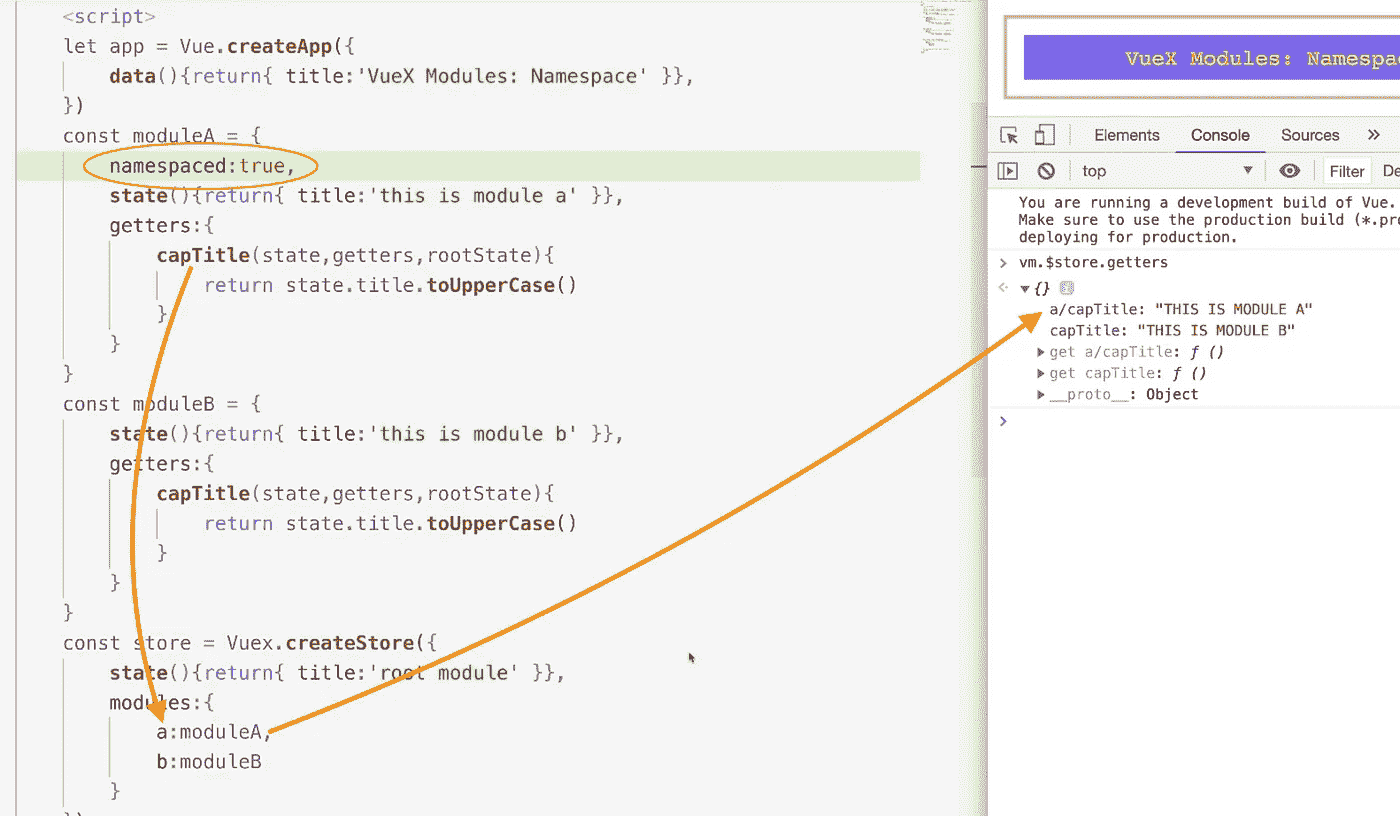 <script>
let app = Vue.createApp({
data(){return{ title:'VueX Modules: Namespace' }},
})
const moduleA = {
namespaced:true,
state(){return{ title:'this is module a' }},
getters:{
capTitle(state,getters,rootState){
return state.title.toUpperCase()
}
}
}
const moduleB = {
state(){return{ title:'this is module b' }},
getters:{
capTitle(state,getters,rootState){
return state.title.toUpperCase()
}
}
}
const store = Vuex.createStore({
state(){return{ title:'root module' }},
modules:{
a:moduleA,
b:moduleB
}
VueX Modules: Namespac
Elements Console Sources »
top Filter De
You are running a development build of Vue.
Make sure to use the production build (*.pr
deploying for production.
> vm.$store.getters
{}
a/capTitle: "THIS IS MODULE A"
capTitle: "THIS IS MODULE B"
get a/capTitle: ƒ ()
get capTitle: ƒ ()
__proto__: Object
>